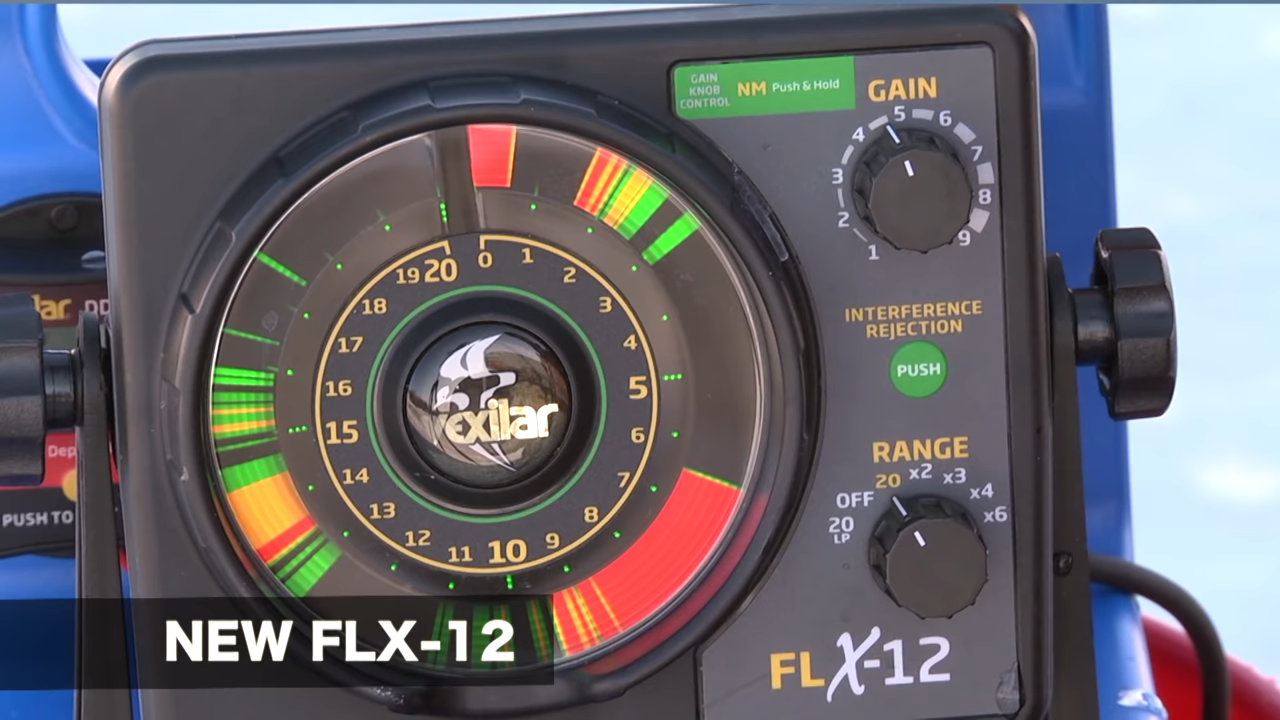 GAIN
KNOB
CONTROL
NM Push & Hold
GAIN
1 2 3 4 5 6 7 8 9
INTERFERENCE
REJECTION
PUSH
RANGE
20 LP OFF 20 x2 x3 x4 x6
FLX-12
0 1 2 3 4 5 6 7 8 9 10 11 12 13 14 15 16 17 18 19 20
vexilar
lar
Dep
PUSH TO
NEW FLX-12